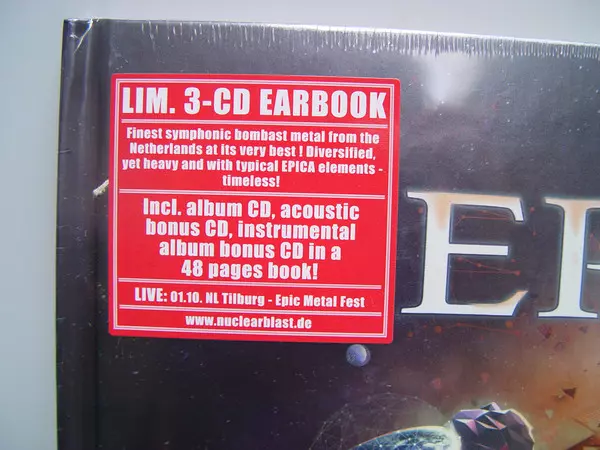 LIM. 3-CD EARBOOK
Finest symphonic bombast metal from the
Netherlands at its very best ! Diversified,
yet heavy and with typical EPICA elements -
timeless!
Incl. album CD, acoustic
bonus CD, instrumental
album bonus CD in a
48 pages book!
LIVE: 01.10. NL Tilburg - Epic Metal Fest
www.nuclearblast.de
EP